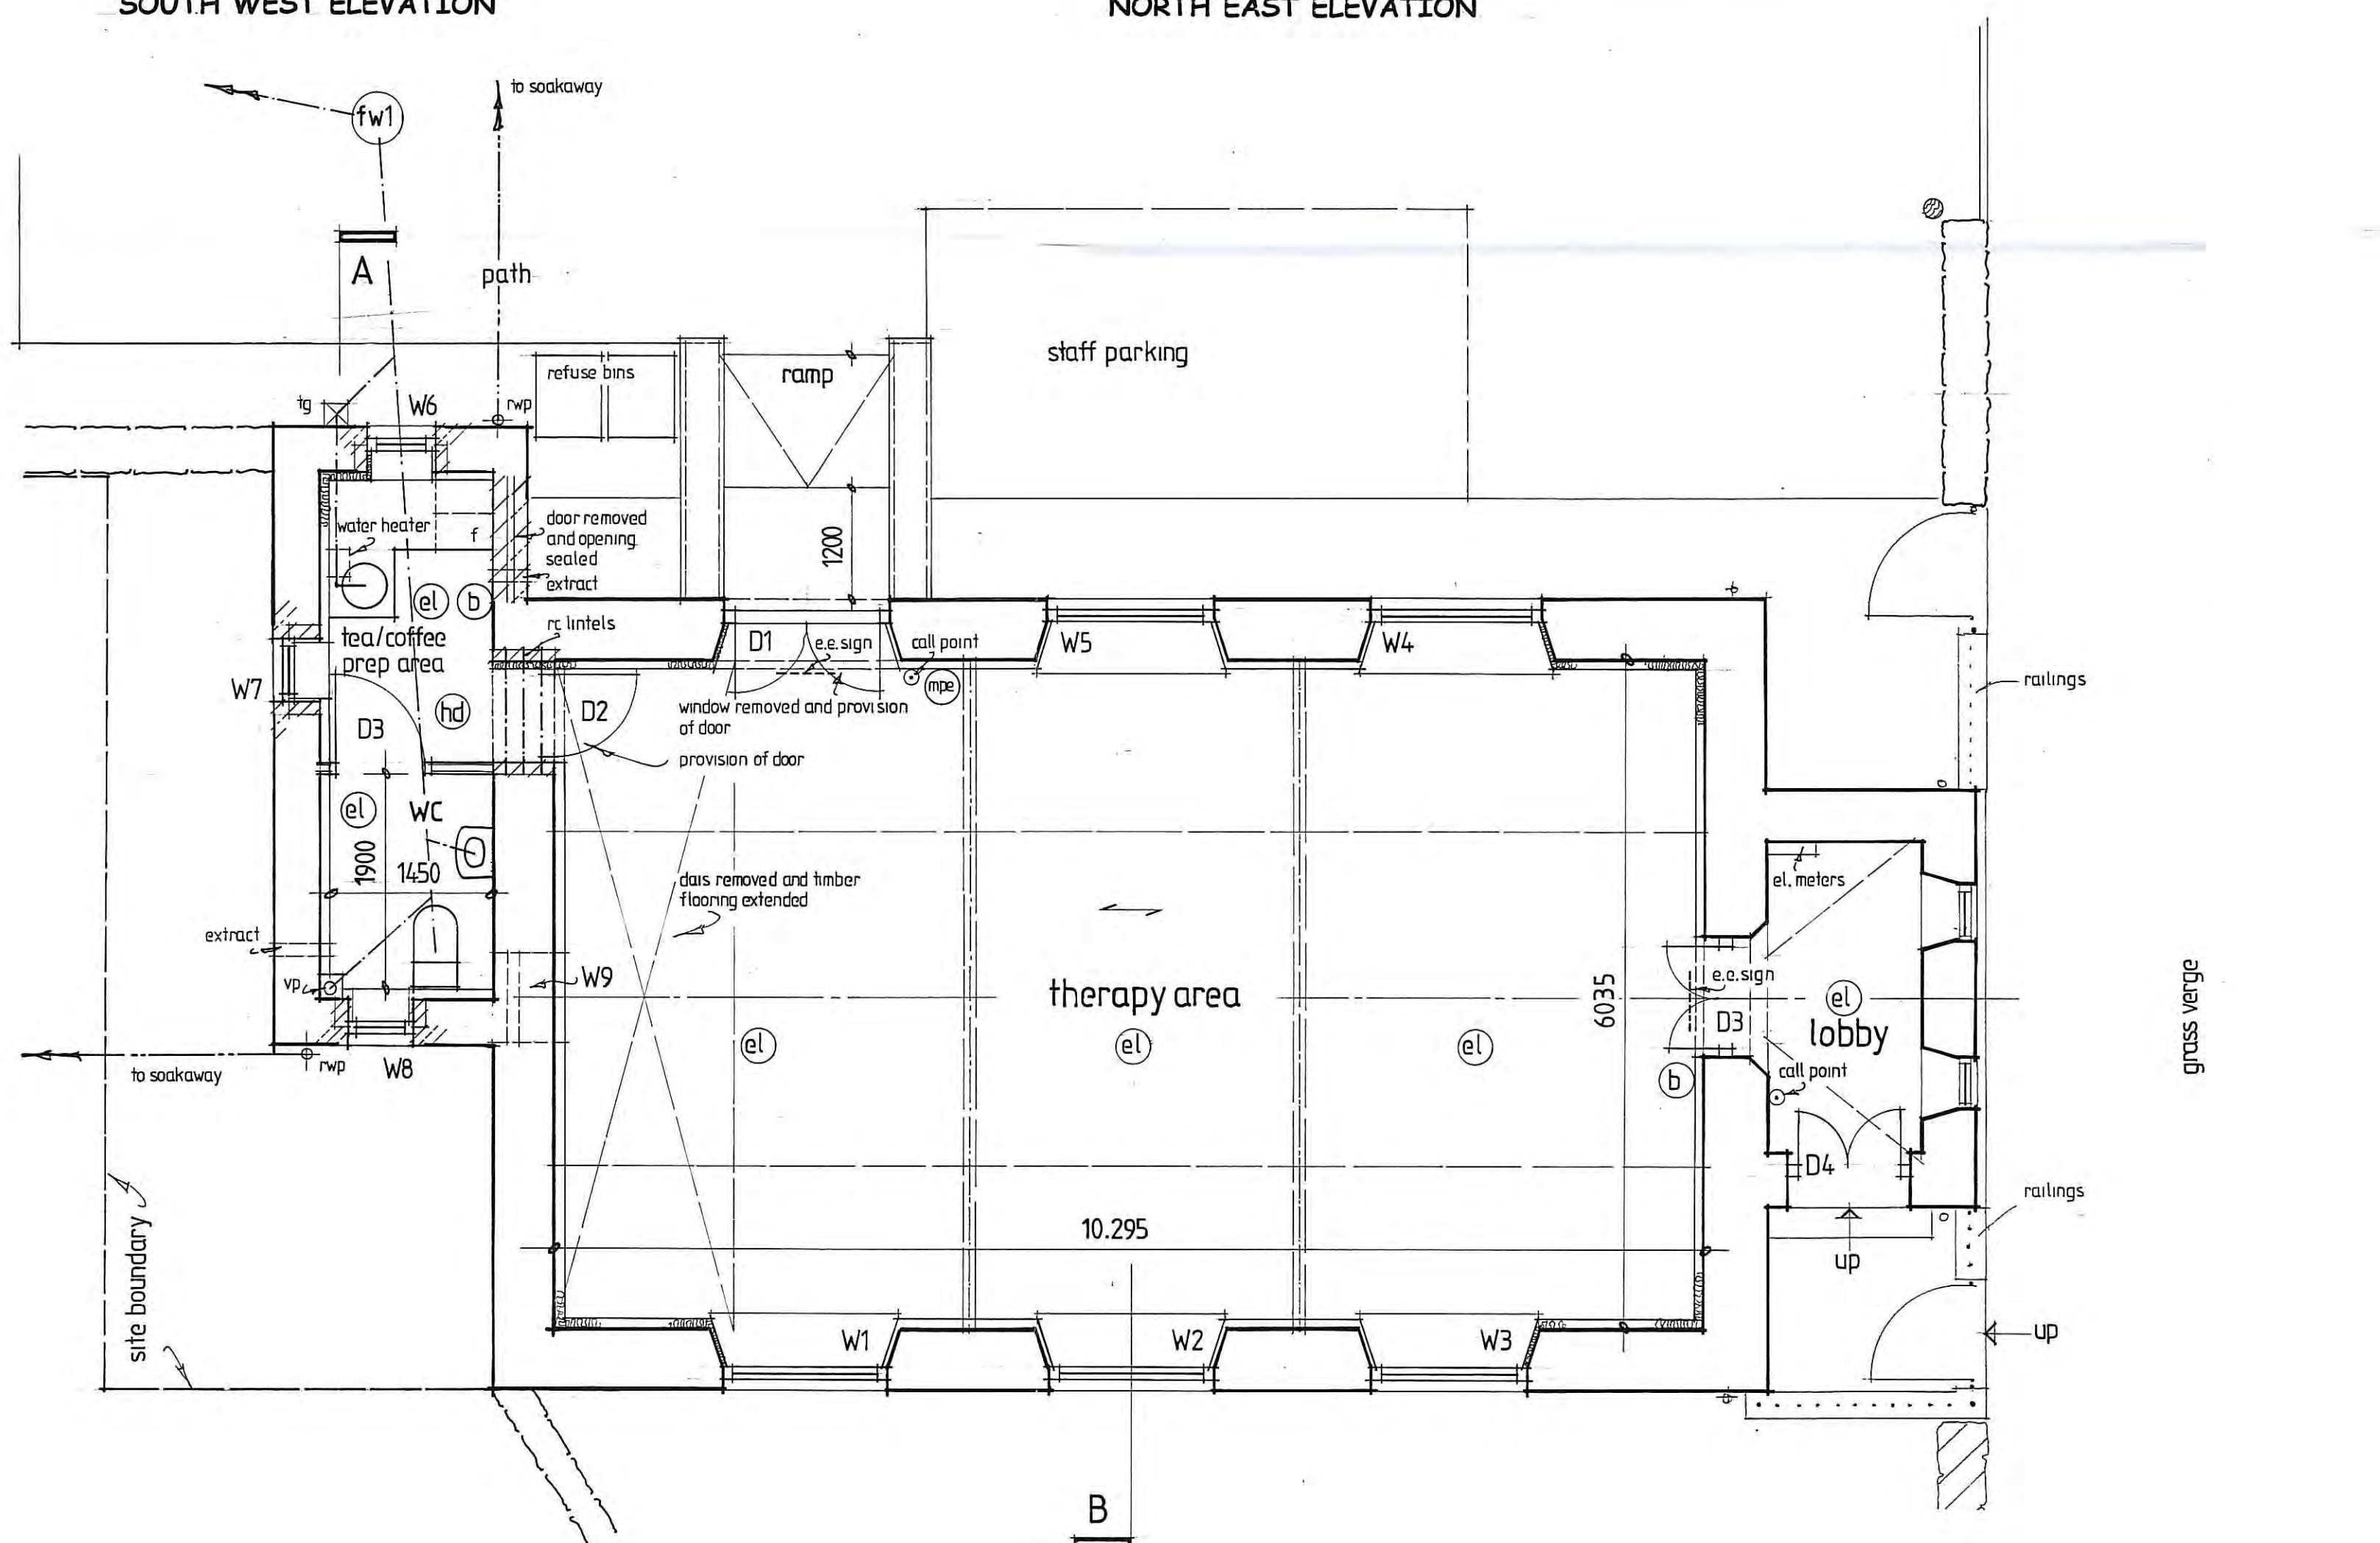 SOUTH WEST ELEVATION
NORTH EAST ELEVATION
to soakaway
fw1
A
path
staff parking
refuse bins
ramp
tg
W6
rwp
water heater
f
door removed
and opening
sealed
extract
1200
el
b
rc lintels
tea/coffee
prep area
D1
e.e.sign
call point
W5
W4
mpe
W7
hd
D2
D3
window removed and provision
of door
provision of door
railings
el
WC
1900
1450
dais removed and timber
flooring extended
el. meters
extract
vp
W9
therapy area
6035
e.e.sign
D3
el
lobby
grass verge
el
el
el
b
call point
to soakaway
rwp
W8
D4
railings
up
site boundary
10.295
W1
W2
W3
up
B